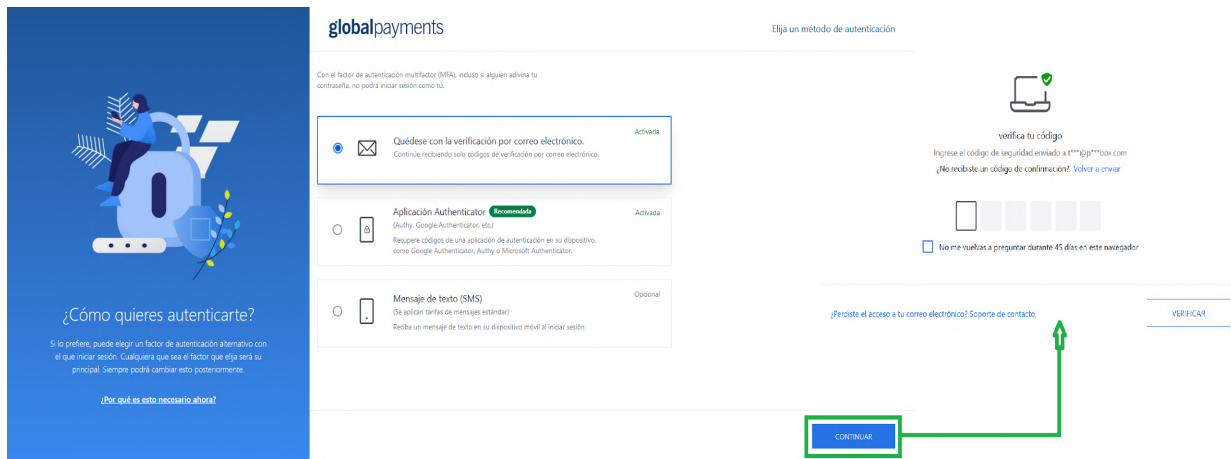 globalpayments
Elija un método de autenticación
Con el factor de autenticación multifactor (MFA), incluso si alguien adivina tu
contraseña, no podrá iniciar sesión como tú.
Quédese con la verificación por correo electrónico.
Activada
Continúe recibiendo solo códigos de verificación por correo electrónico.
Aplicación Authenticator Recomendada
Activada
(Authy, Google Authenticator, etc.)
Recupere códigos de una aplicación de autenticación en su dispositivo,
como Google Authenticator, Authy o Microsoft Authenticator.
Mensaje de texto (SMS)
Opcional
(Se aplican tarifas de mensajes estándar)
Reciba un mensaje de texto en su dispositivo móvil al iniciar sesión
CONTINUAR
¿Cómo quieres autenticarte?
Si lo prefiere, puede elegir un factor de autenticación alternativo con
el que iniciar sesión. Cualquiera que sea el factor que elija será su
principal. Siempre podrá cambiar esto posteriormente.
¿Por qué es esto necesario ahora?
verifica tu código
Ingrese el código de seguridad enviado a t***@p***box.com
¿No recibiste un código de confirmación? Volver a enviar
No me vuelvas a preguntar durante 45 días en este navegador
¿Perdiste el acceso a tu correo electrónico? Soporte de contacto.
VERIFICAR